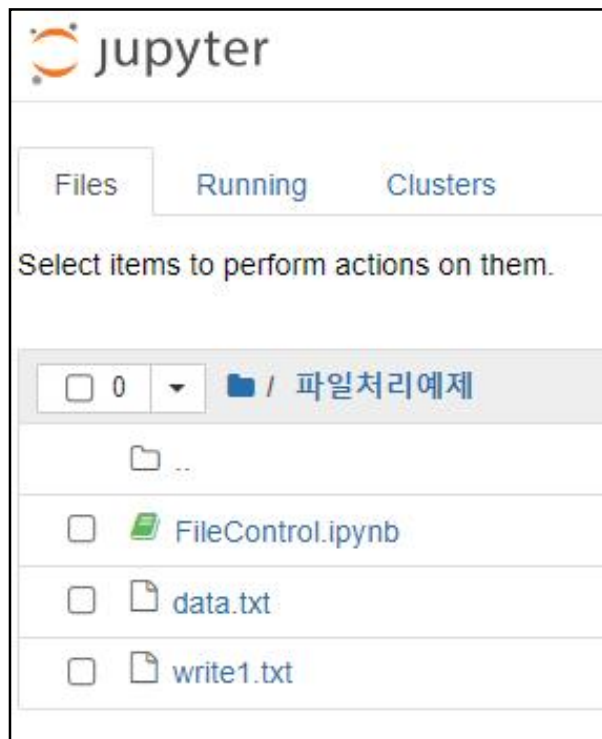 jupyter
Files Running Clusters
Select items to perform actions on them.
0 / 파일처리예제
..
FileControl.ipynb
data.txt
write1.txt